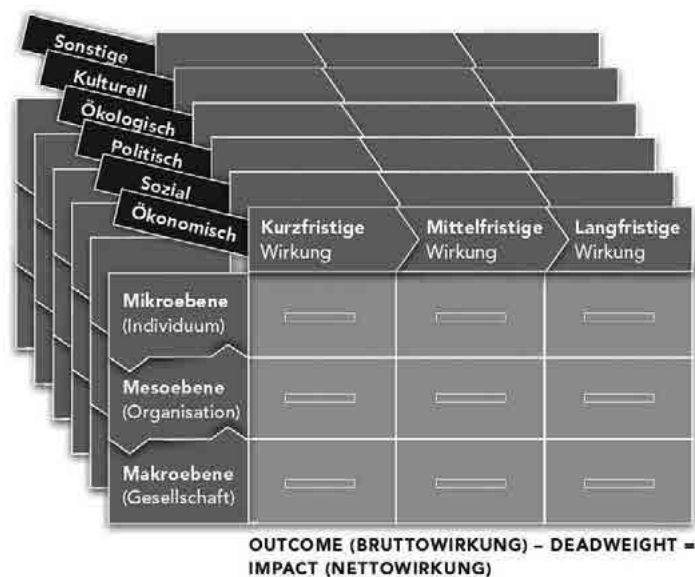 Sonstige
Kulturell
Ökologisch
Politisch
Sozial
Ökonomisch
Kurzfristige
Wirkung
Mittelfristige
Wirkung
Langfristige
Wirkung
Mikroebene
(Individuum)
Mesoebene
(Organisation)
Makroebene
(Gesellschaft)
OUTCOME (BRUTTOWIRKUNG) – DEADWEIGHT =
IMPACT (NETTOWIRKUNG)